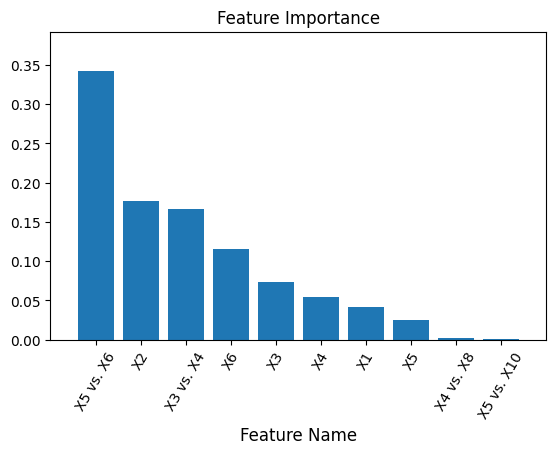 Feature Importance
0.35
0.30
0.25
0.20
0.15
0.10
0.05
0.00
X5 vs. X6
X2
X3 vs. X4
X6
X3
X4
X1
X5
X4 vs. X8
X5 vs. X10
Feature Name